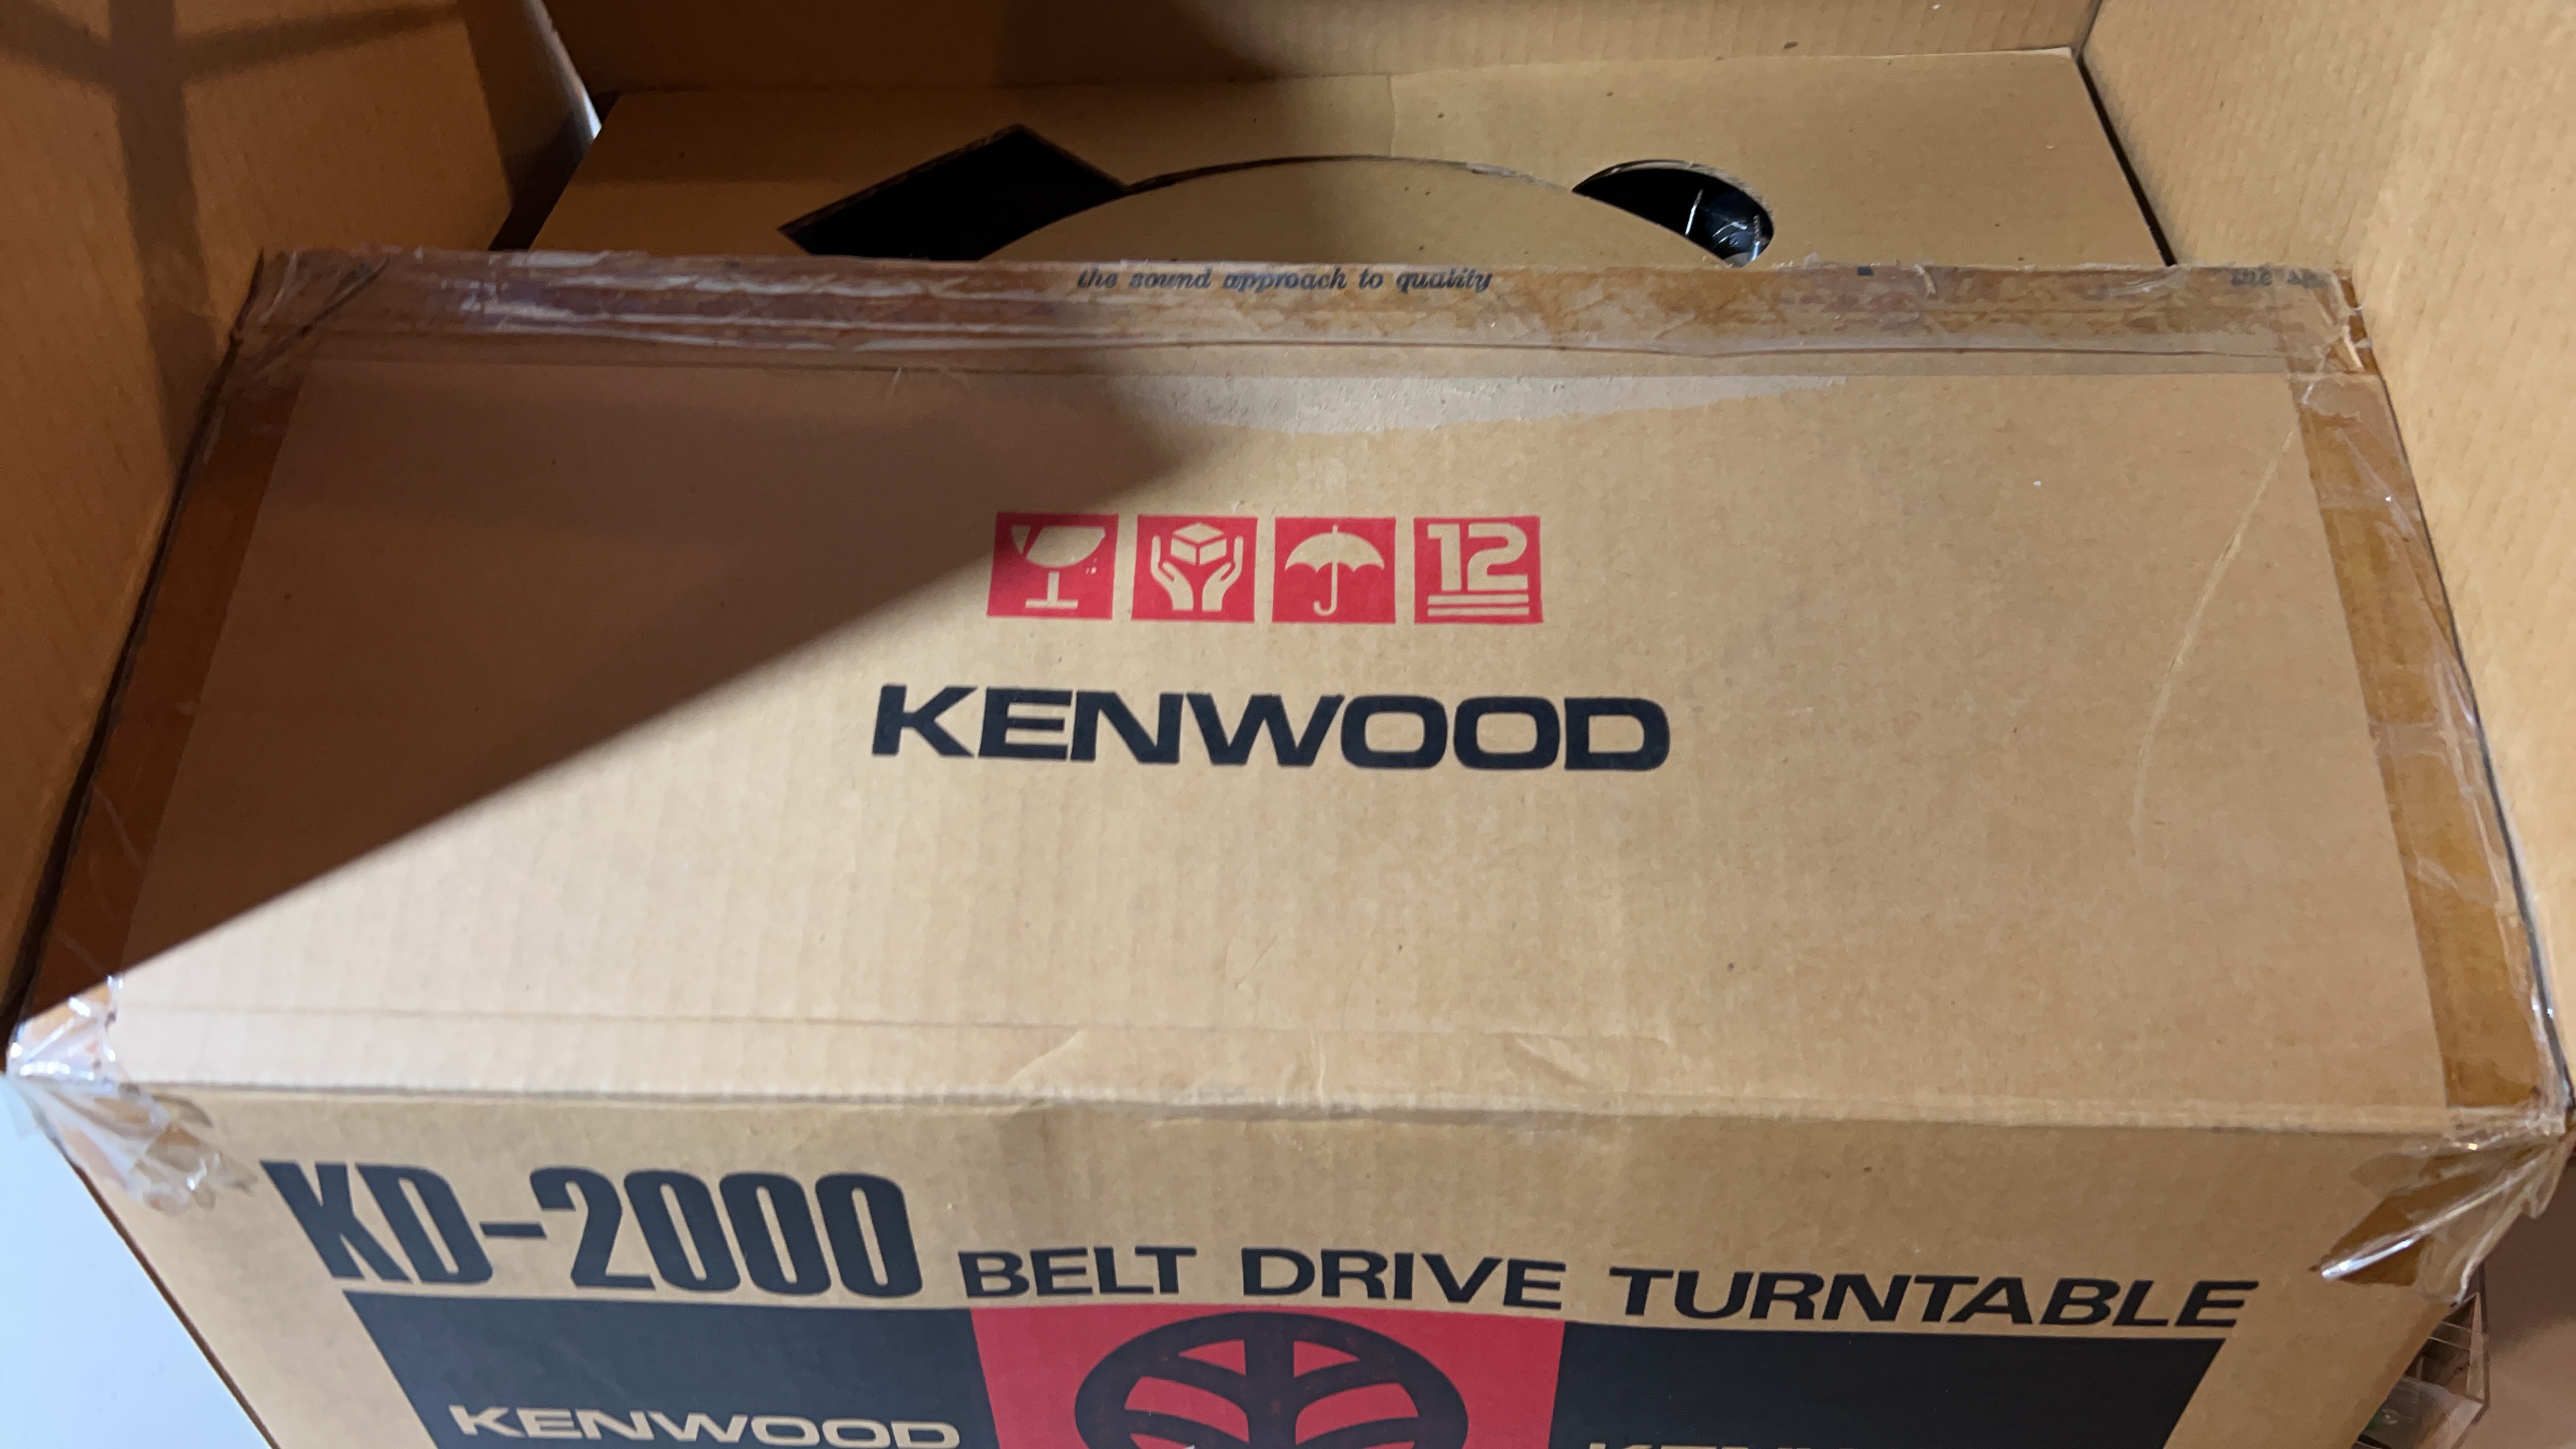 the sound approach to quality
12
KENWOOD
KD-2000 BELT DRIVE TURNTABLE
KENWOOD